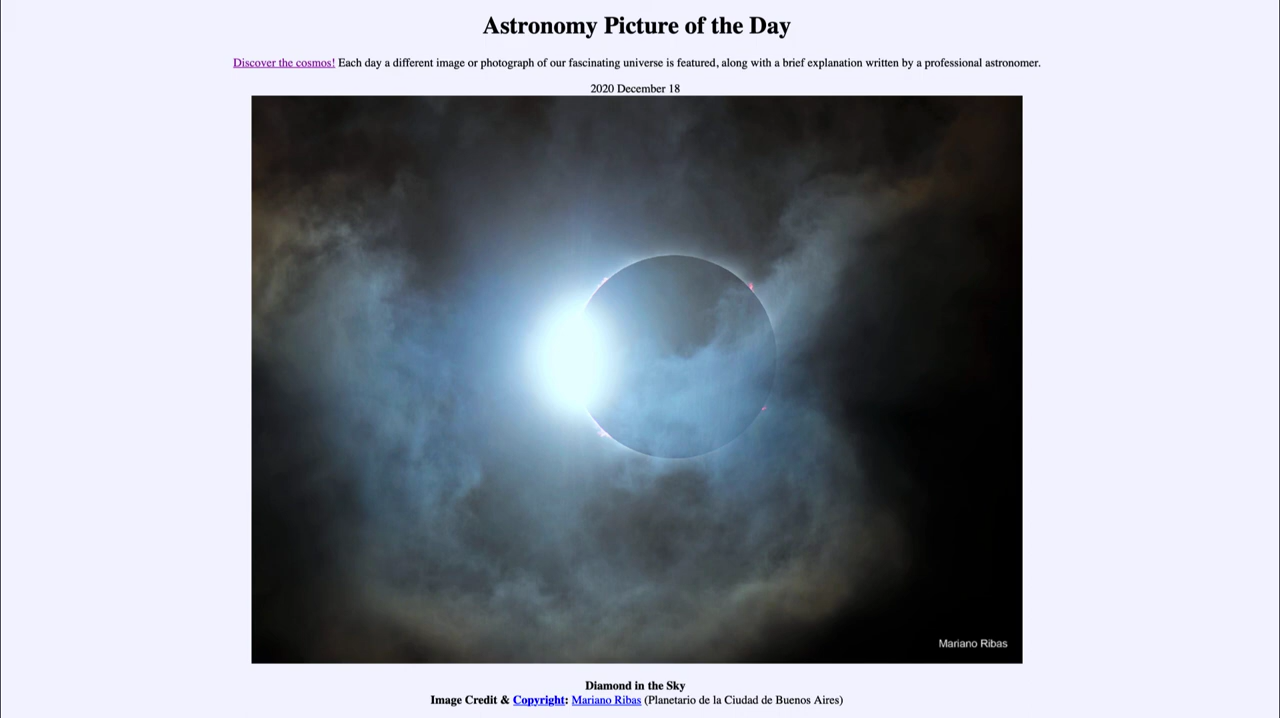 Astronomy Picture of the Day
Discover the cosmos! Each day a different image or photograph of our fascinating universe is featured, along with a brief explanation written by a professional astronomer.
2020 December 18
Mariano Ribas
Diamond in the Sky
Image Credit & Copyright: Mariano Ribas (Planetario de la Ciudad de Buenos Aires)